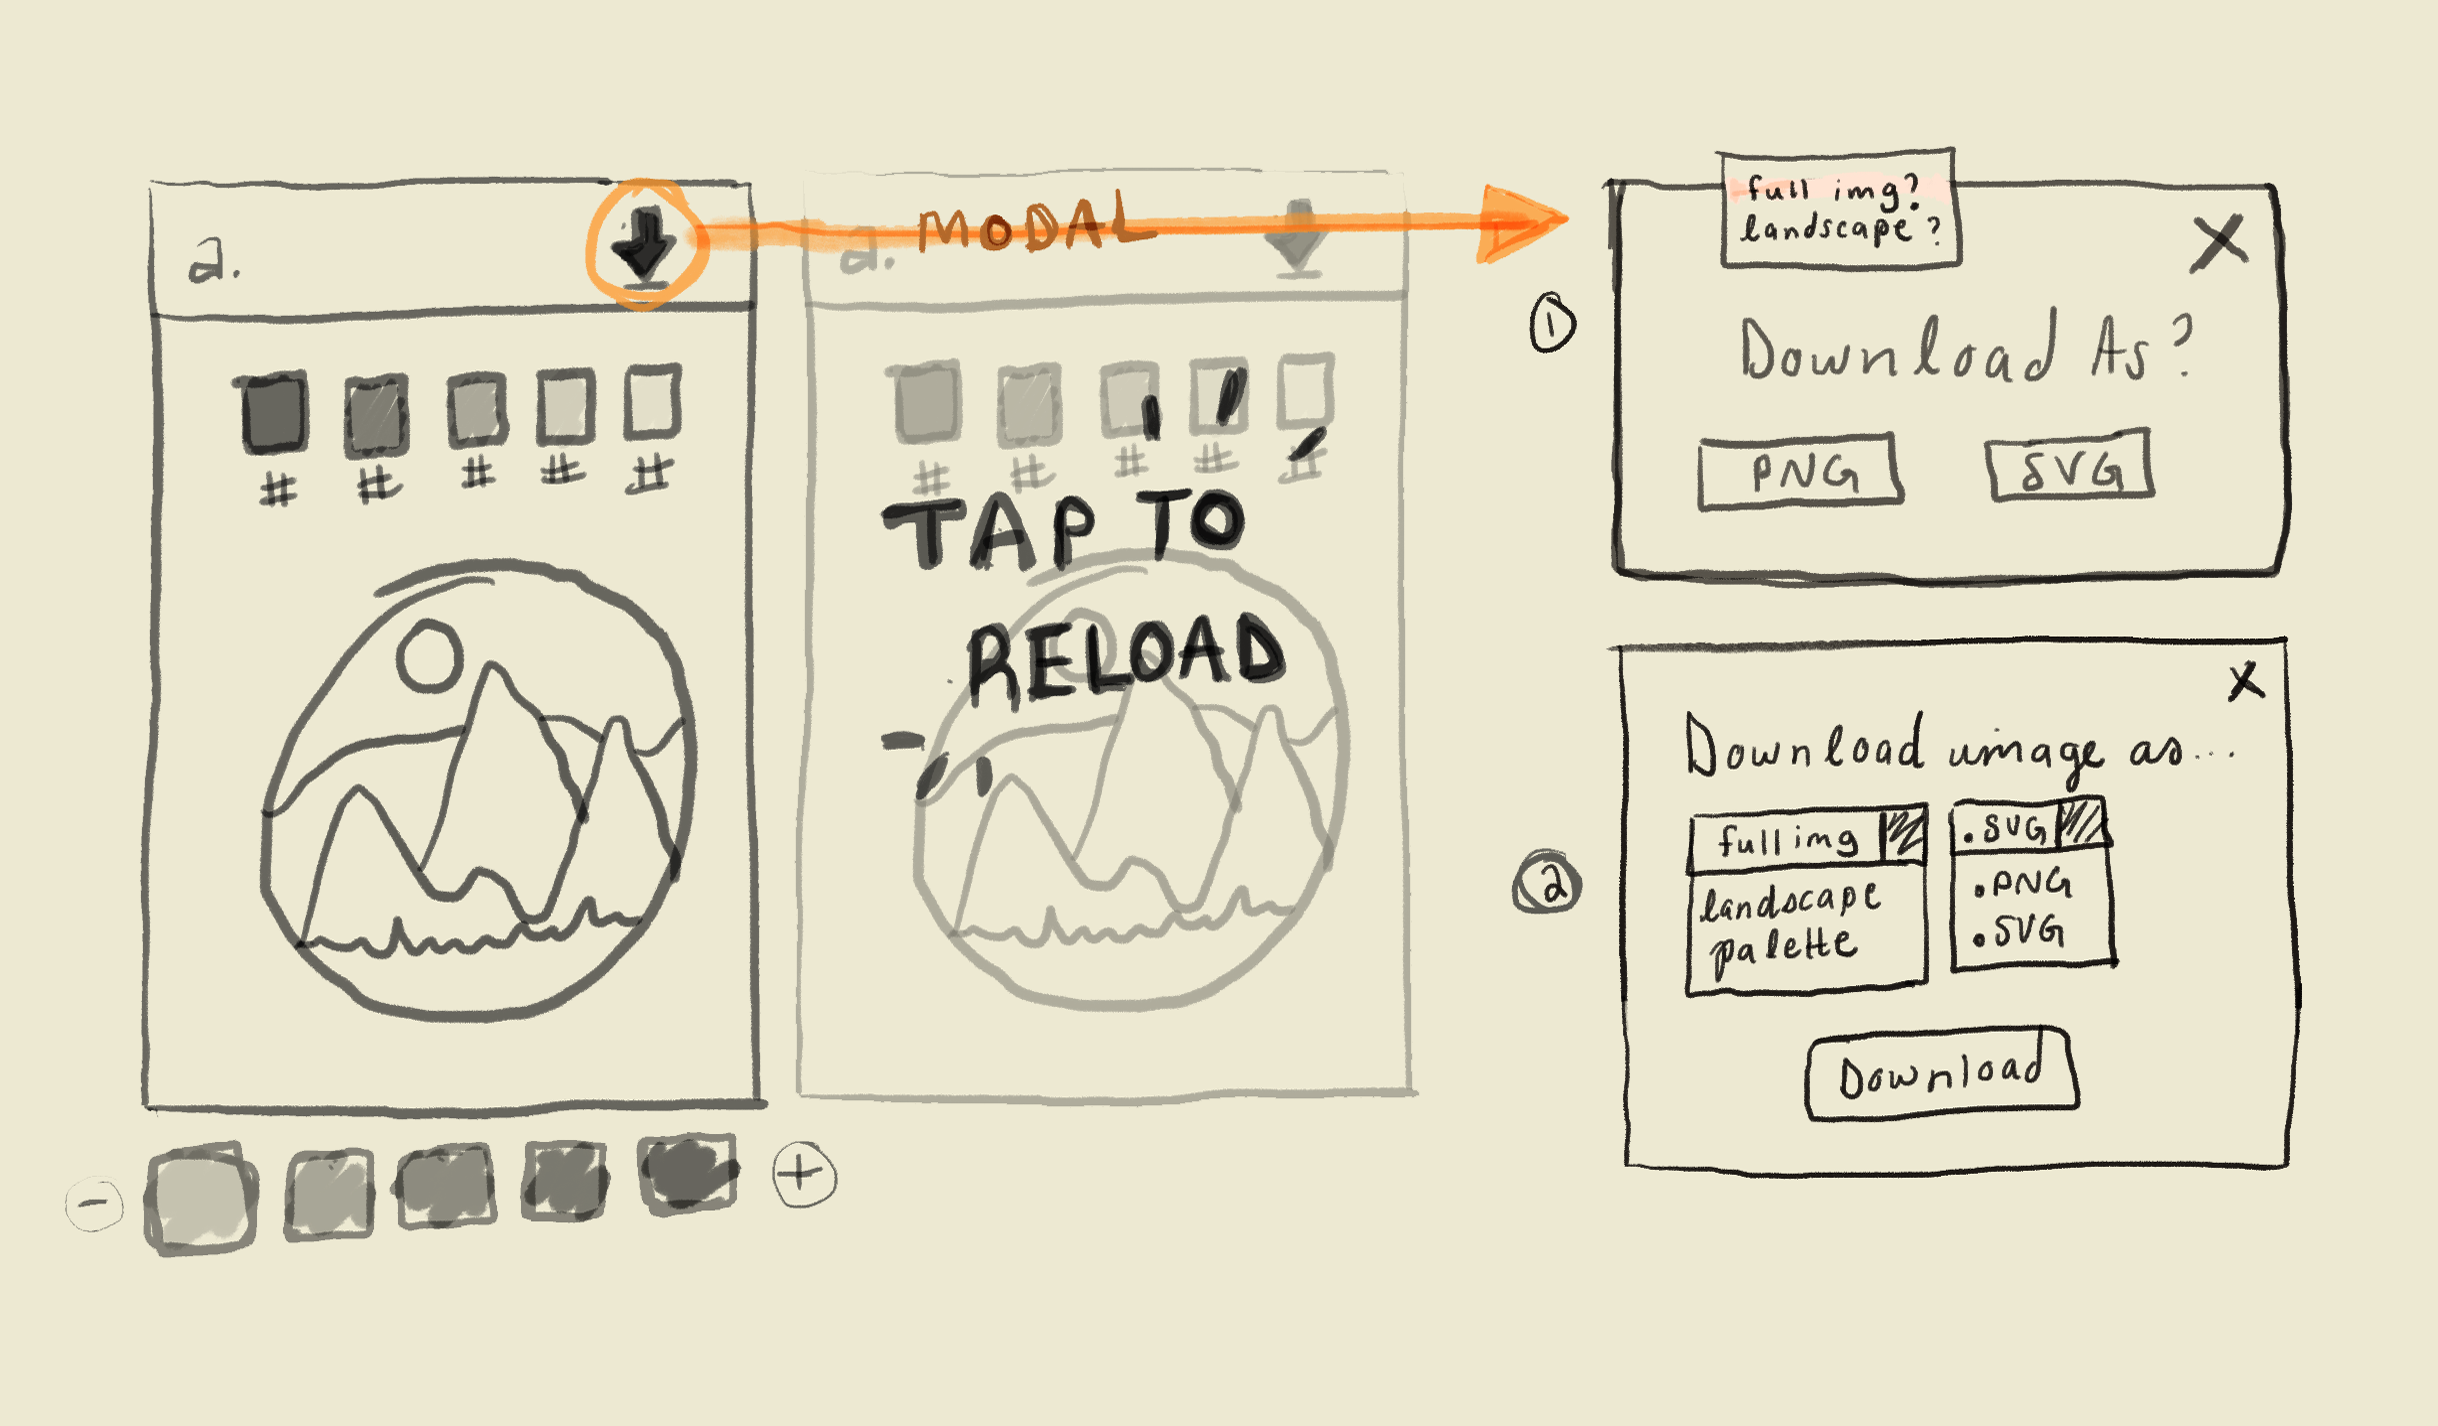 a.
# # # # #
- +
MODAL
a.
# # # # #
TAP TO
RELOAD
1
full img?
landscape?
X
Download As?
PNG SVG
2
X
Download image as...
full img .SVG
landscape .PNG
palette .SVG
Download